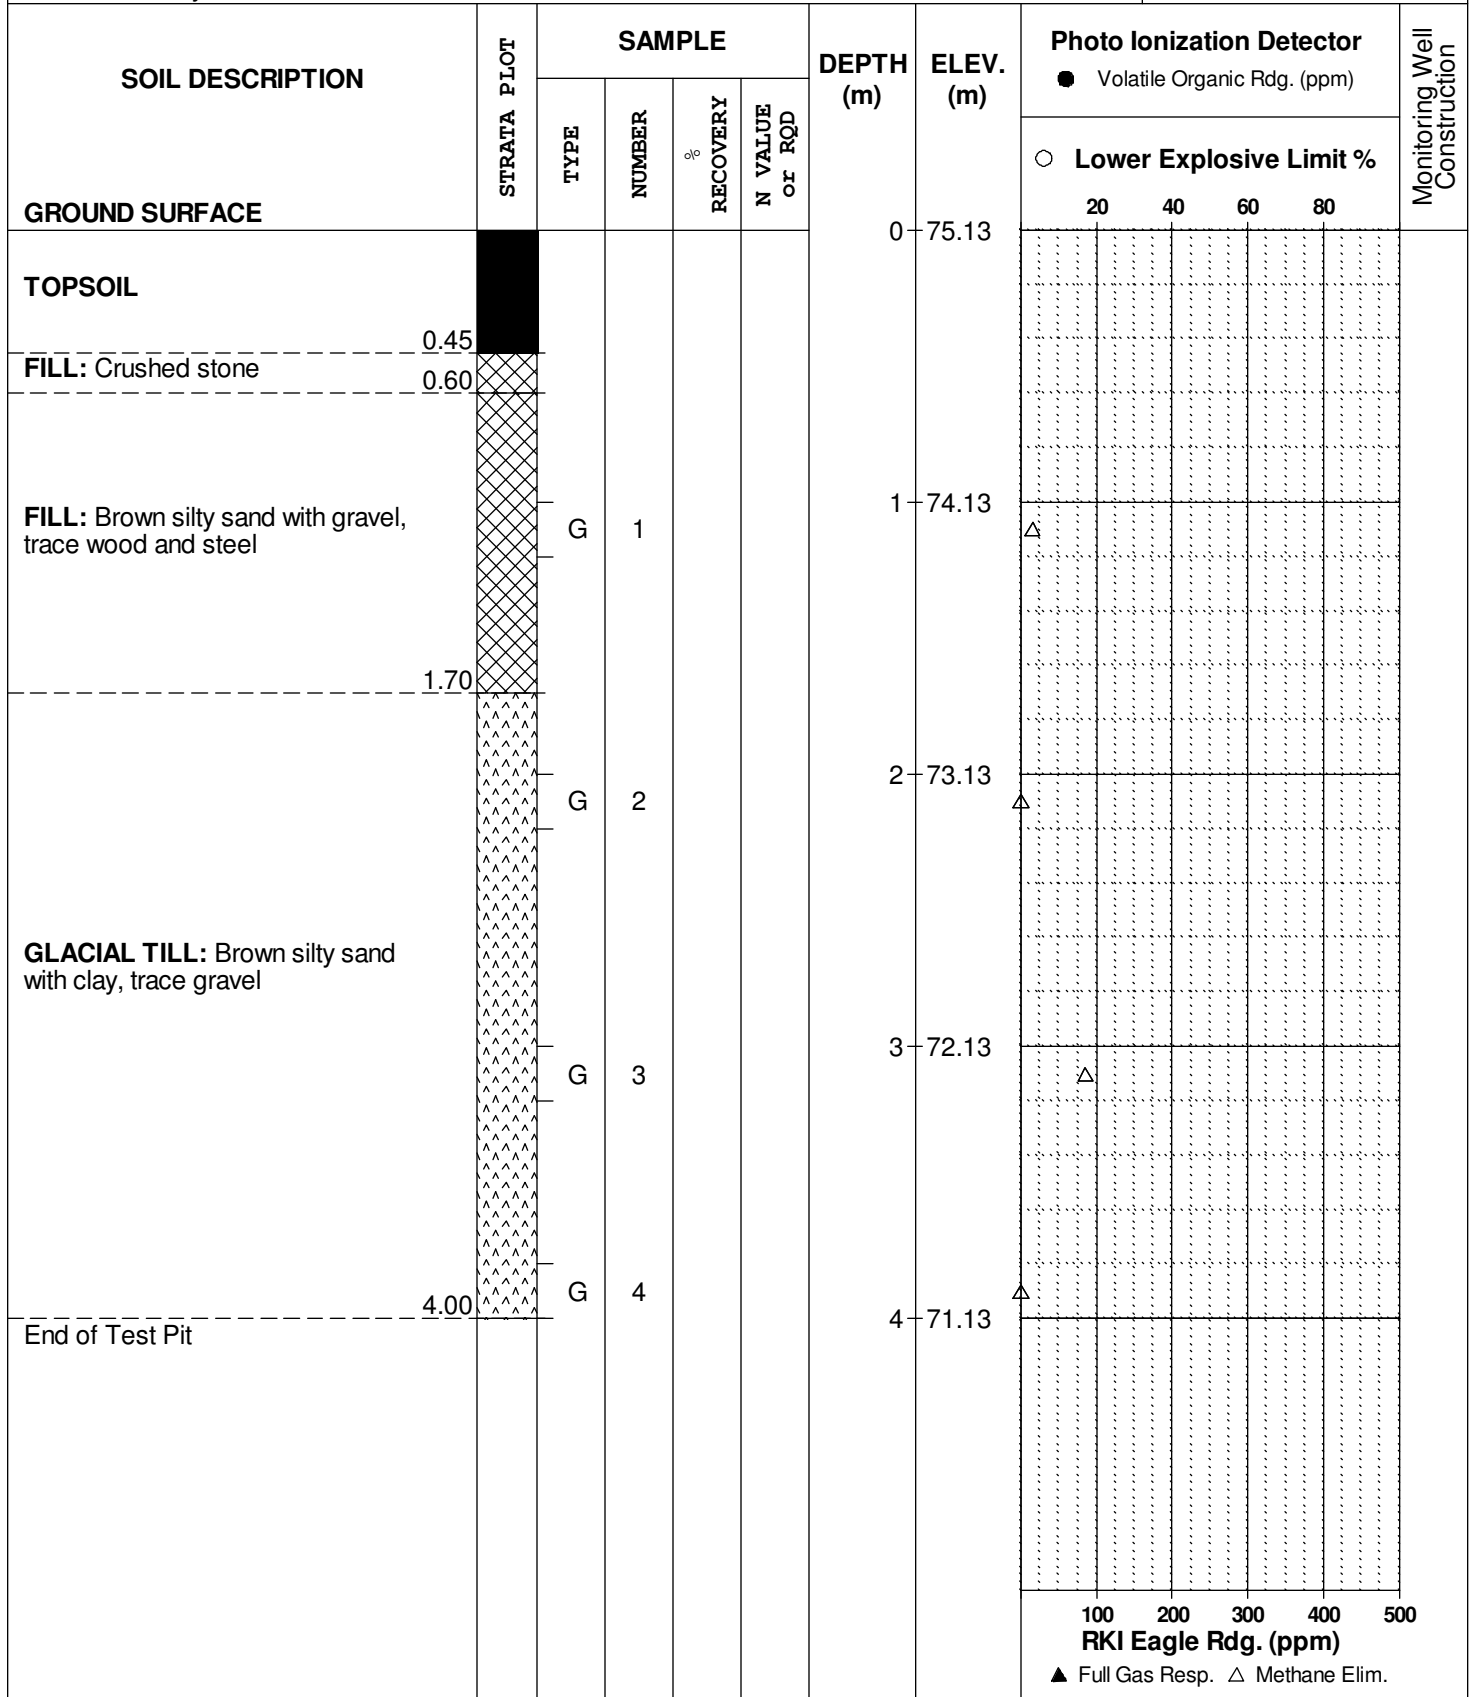 SOIL DESCRIPTION
GROUND SURFACE
STRATA PLOT
SAMPLE
TYPE
NUMBER
%
RECOVERY
N VALUE
or RQD
DEPTH
(m)
ELEV.
(m)
Photo Ionization Detector
● Volatile Organic Rdg. (ppm)
○ Lower Explosive Limit %
20 40 60 80
Monitoring Well
Construction
0 75.13
TOPSOIL
0.45
FILL: Crushed stone
0.60
1 74.13
FILL: Brown silty sand with gravel,
trace wood and steel
G 1
1.70
2 73.13
G 2
GLACIAL TILL: Brown silty sand
with clay, trace gravel
3 72.13
G 3
G 4
4.00
4 71.13
End of Test Pit
100 200 300 400 500
RKI Eagle Rdg. (ppm)
▲ Full Gas Resp. △ Methane Elim.